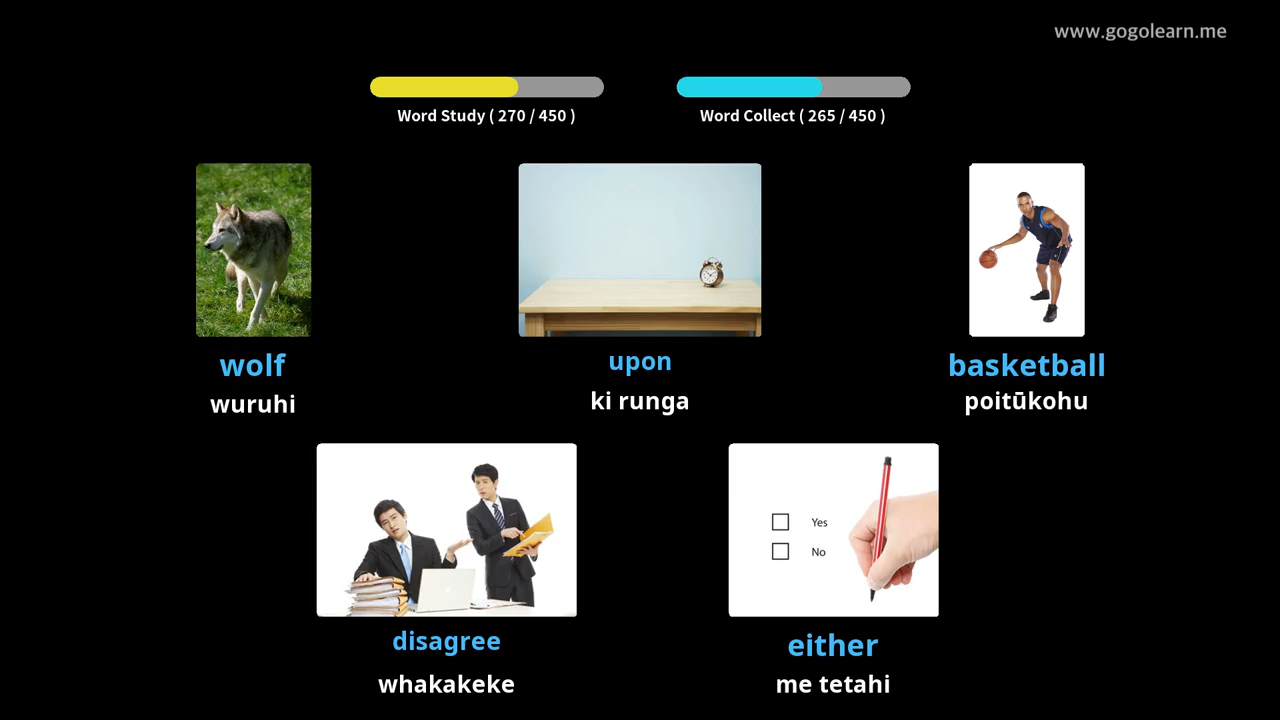 www.gogolearn.me
Word Study ( 270 / 450 )
Word Collect ( 265 / 450 )
wolf
wuruhi
upon
ki runga
basketball
poitūkohu
Yes
No
disagree
whakakeke
either
me tetahi